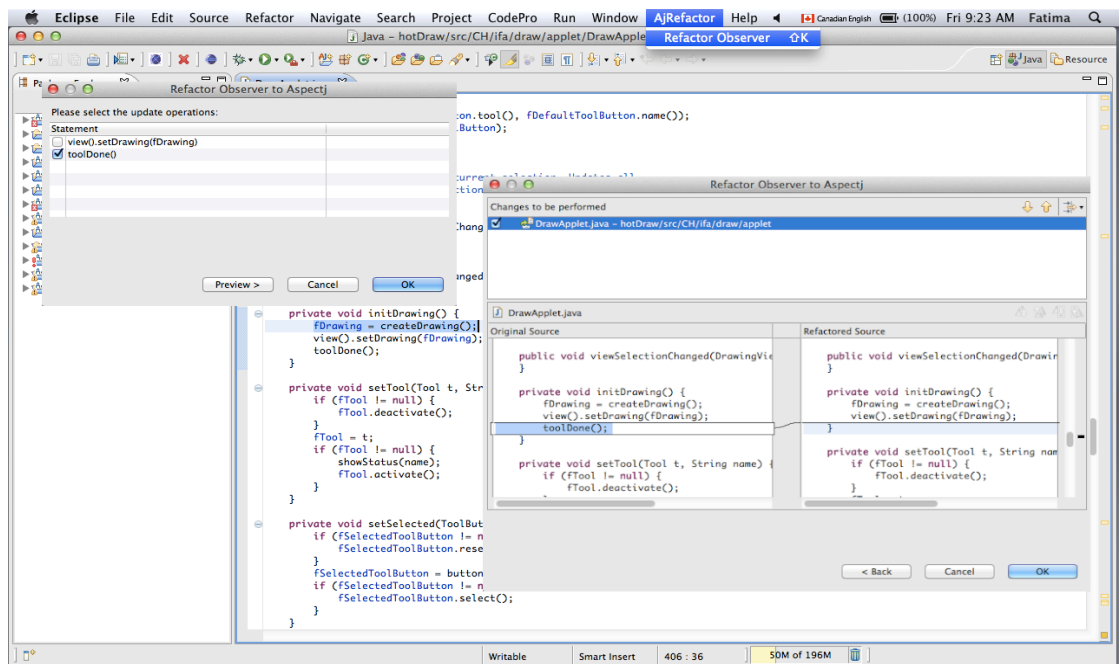 Eclipse File Edit Source Refactor Navigate Search Project CodePro Run Window AjRefactor Help Canadian English (100%) Fri 9:23 AM Fatima
Java – hotDraw/src/CH/ifa/draw/applet/DrawApple
Refactor Observer ⇧K
Java Resource
Refactor Observer to Aspectj
Please select the update operations:
Statement
view().setDrawing(fDrawing)
toolDone()
Preview > Cancel OK
on.tool(), fDefaultToolButton.name());
Button);
Refactor Observer to Aspectj
Changes to be performed
DrawApplet.java – hotDraw/src/CH/ifa/draw/applet
DrawApplet.java
Original Source
public void viewSelectionChanged(DrawingVie
}
private void initDrawing() {
fDrawing = createDrawing();
view().setDrawing(fDrawing);
toolDone();
}
private void setTool(Tool t, String name) {
if (fTool != null) {
fTool.deactivate();
Refactored Source
public void viewSelectionChanged(Drawin
}
private void initDrawing() {
fDrawing = createDrawing();
view().setDrawing(fDrawing);
}
private void setTool(Tool t, String nam
if (fTool != null) {
fTool.deactivate();
}
< Back Cancel OK
private void initDrawing() {
fDrawing = createDrawing();
view().setDrawing(fDrawing);
toolDone();
}
private void setTool(Tool t, Str
if (fTool != null) {
fTool.deactivate();
}
fTool = t;
if (fTool != null) {
showStatus(name);
fTool.activate();
}
}
private void setSelected(ToolBut
if (fSelectedToolButton != n
fSelectedToolButton.rese
}
fSelectedToolButton = button
if (fSelectedToolButton != n
fSelectedToolButton.select();
}
}
Writable Smart Insert 406 : 36 50M of 196M